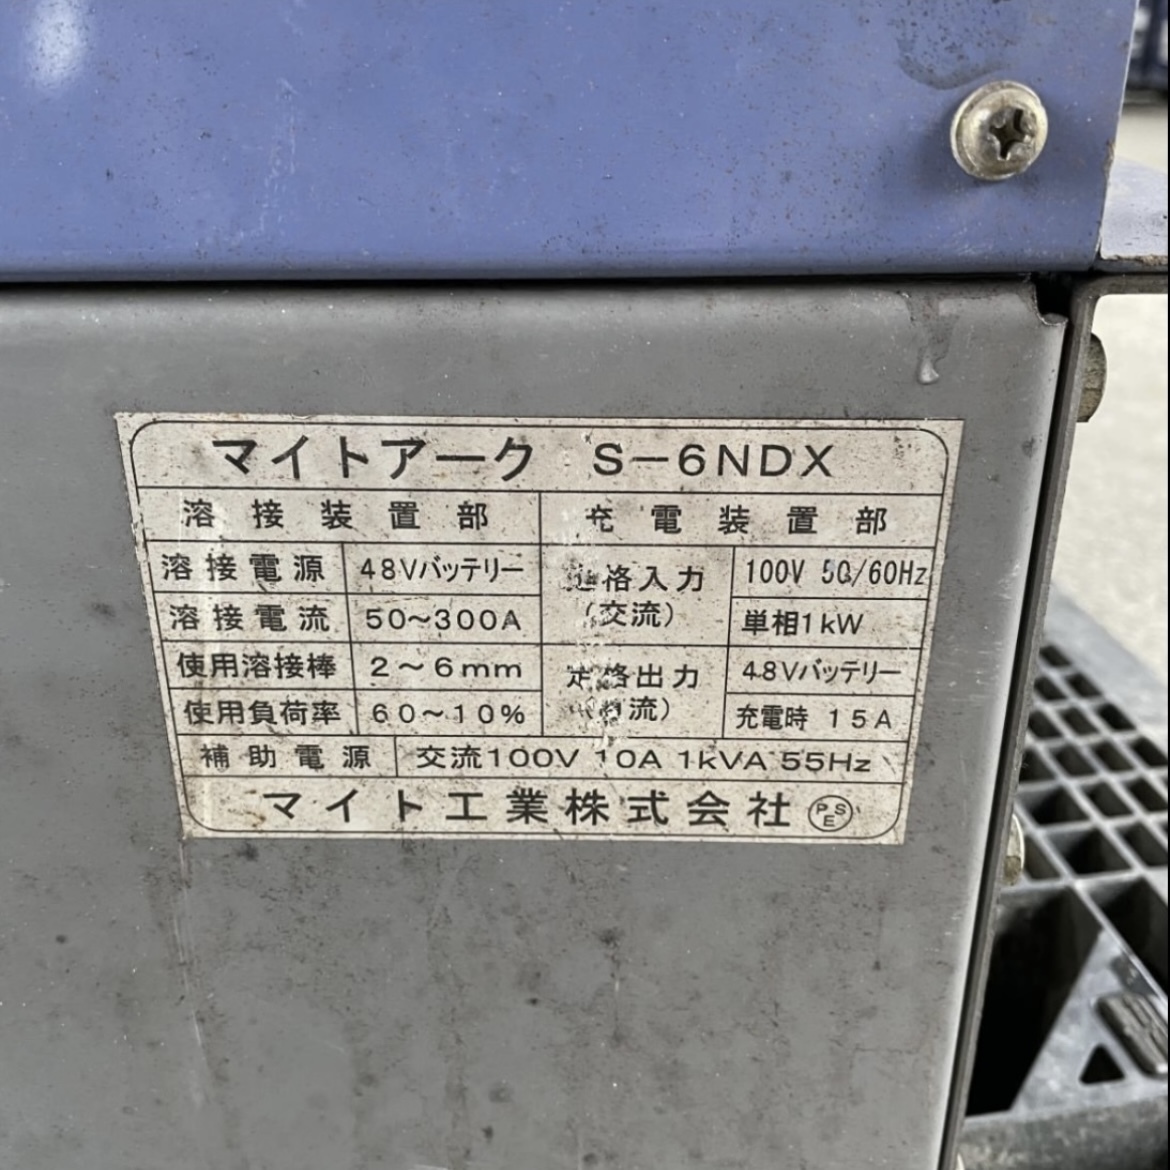 マイトアーク S-6NDX
溶接装置部 充電装置部
溶接電源 48Vバッテリー 定格入力 100V 50/60Hz
溶接電流 50～300A (交流) 単相1kW
使用溶接棒 2～6mm 定格出力 48Vバッテリー
使用負荷率 60～10% 流) 充電時 15A
補助電源 交流100V 10A 1kVA 55Hz
マイト工業株式会社 PSE